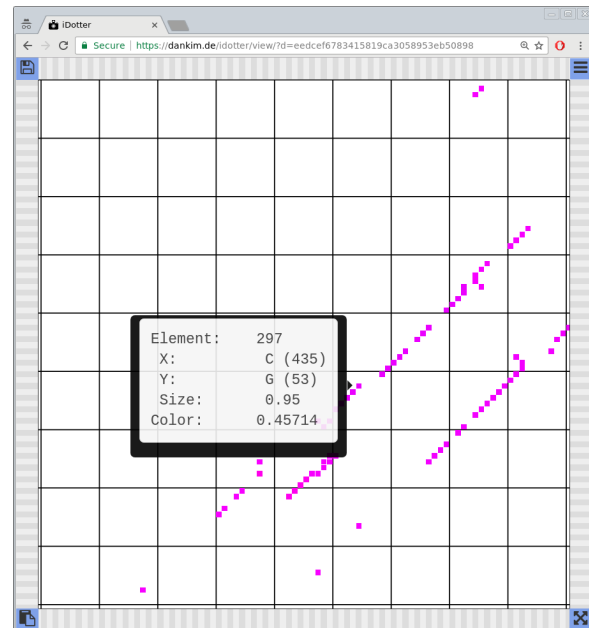 iDotter
Secure | https://dankim.de/idotter/view/?d=eedcef6783415819ca3058953eb50898
Element: 297
X: C (435)
Y: G (53)
Size: 0.95
Color: 0.45714